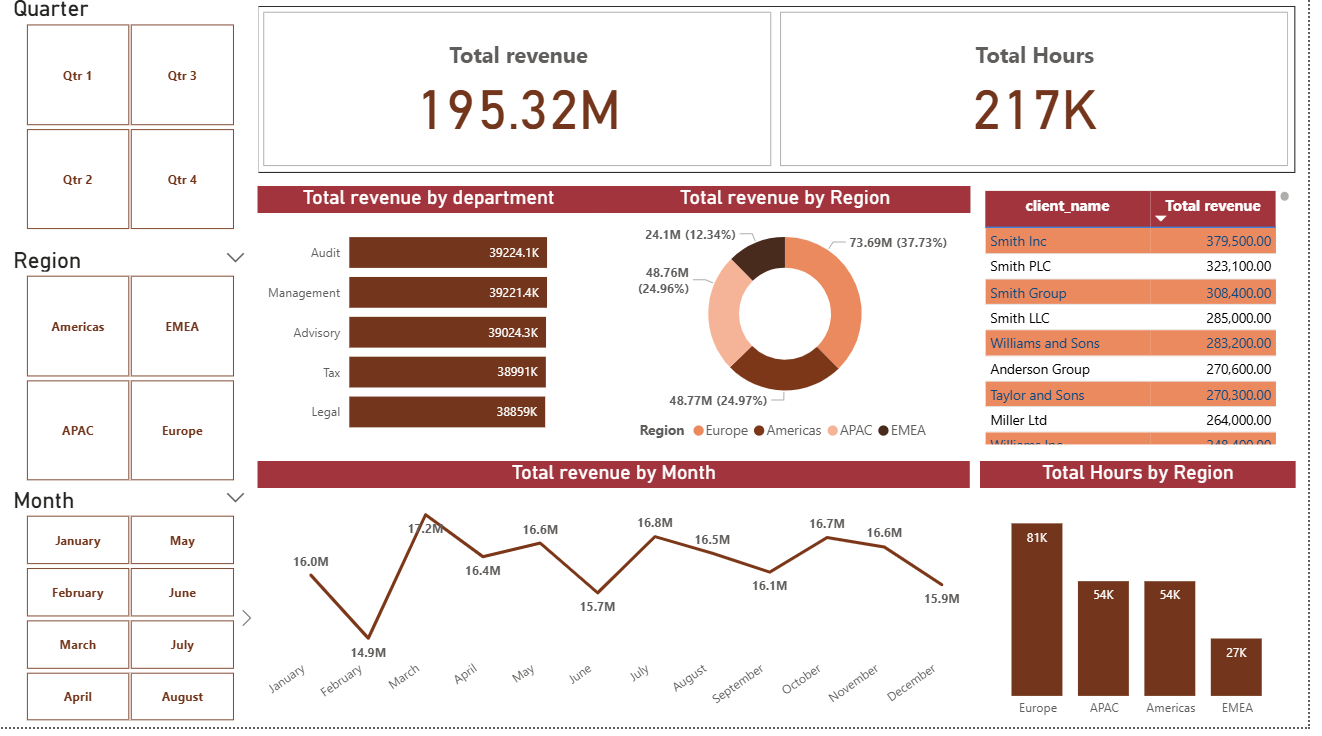 Quarter
Qtr 1
Qtr 3
Qtr 2
Qtr 4
Region
Americas
EMEA
APAC
Europe
Month
January
May
February
June
March
July
April
August
Total revenue
195.32M
Total Hours
217K
Total revenue by department
Audit
39224.1K
Management
39221.4K
Advisory
39024.3K
Tax
38991K
Legal
38859K
Total revenue by Region
24.1M (12.34%)
73.69M (37.73%)
48.76M
(24.96%)
48.77M (24.97%)
Region Europe Americas APAC EMEA
client_name Total revenue
Smith Inc 379,500.00
Smith PLC 323,100.00
Smith Group 308,400.00
Smith LLC 285,000.00
Williams and Sons 283,200.00
Anderson Group 270,600.00
Taylor and Sons 270,300.00
Miller Ltd 264,000.00
Total revenue by Month
16.0M
14.9M
17.2M
16.4M
16.6M
15.7M
16.8M
16.5M
16.1M
16.7M
16.6M
15.9M
January
February
March
April
May
June
July
August
September
October
November
December
Total Hours by Region
81K
54K
54K
27K
Europe
APAC
Americas
EMEA